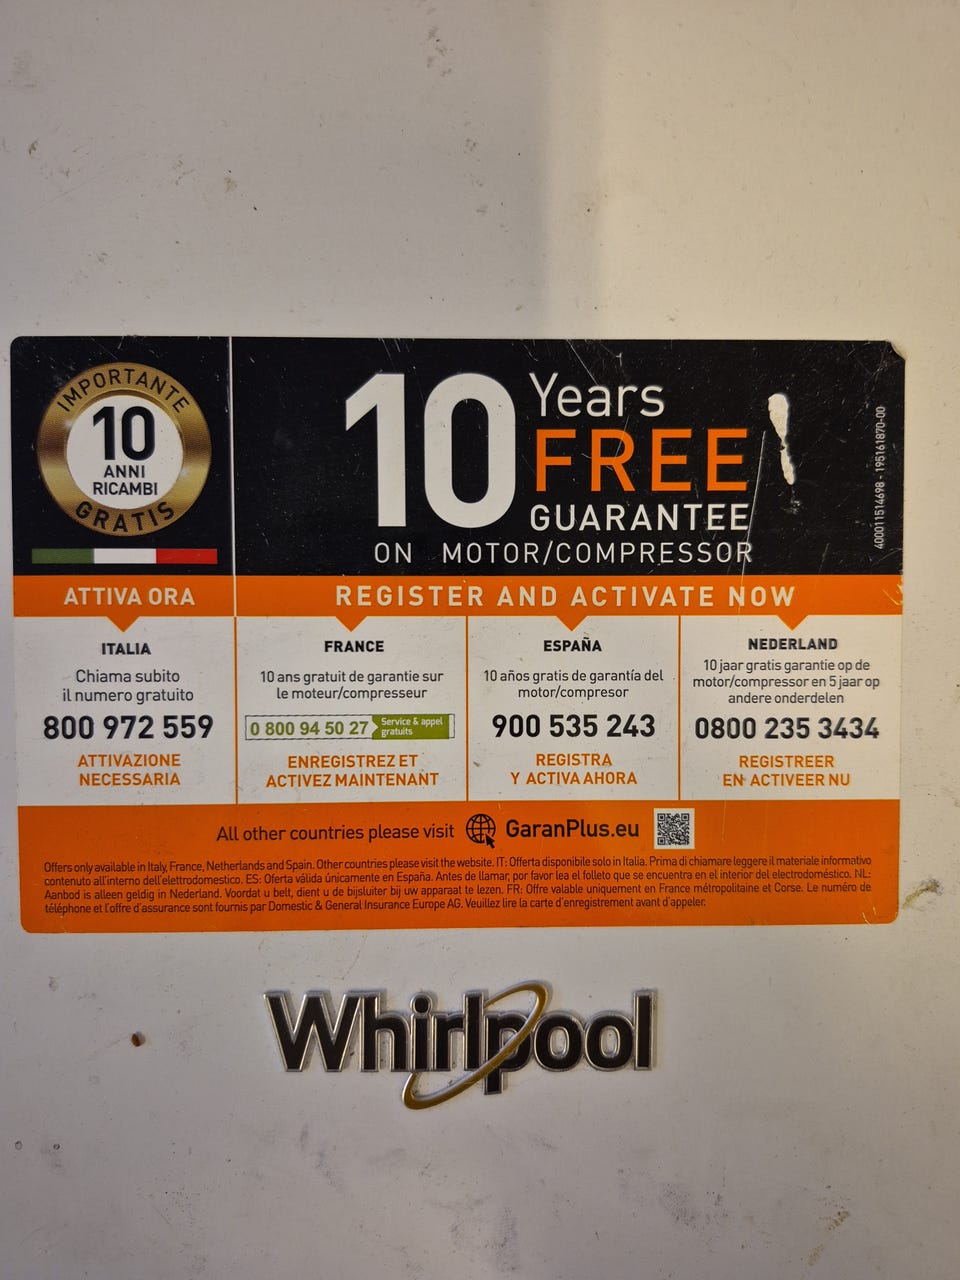 IMPORTANTE
10
ANNI
RICAMBI
GRATIS
10
Years
FREE
GUARANTEE
ON MOTOR/COMPRESSOR
400011514698 - 195161870-00
ATTIVA ORA
REGISTER AND ACTIVATE NOW
ITALIA
Chiama subito
il numero gratuito
800 972 559
ATTIVAZIONE
NECESSARIA
FRANCE
10 ans gratuit de garantie sur
le moteur/compresseur
0 800 94 50 27
Service & appel
gratuits
ENREGISTREZ ET
ACTIVEZ MAINTENANT
ESPAÑA
10 años gratis de garantía del
motor/compresor
900 535 243
REGISTRA
Y ACTIVA AHORA
NEDERLAND
10 jaar gratis garantie op de
motor/compressor en 5 jaar op
andere onderdelen
0800 235 3434
REGISTREER
EN ACTIVEER NU
All other countries please visit GaranPlus.eu
Offers only available in Italy, France, Netherlands and Spain. Other countries please visit the website. IT: Offerta disponibile solo in Italia. Prima di chiamare leggere il materiale informativo
contenuto all'interno dell'elettrodomestico. ES: Oferta válida únicamente en España. Antes de llamar, por favor lea el folleto que se encuentra en el interior del electrodoméstico. NL:
Aanbod is alleen geldig in Nederland. Voordat u belt, dient u de bijsluiter bij uw apparaat te lezen. FR: Offre valable uniquement en France métropolitaine et Corse. Le numéro de
téléphone et l'offre d'assurance sont fournis par Domestic & General Insurance Europe AG. Veuillez lire la carte d'enregistrement avant d'appeler.
Whirlpool